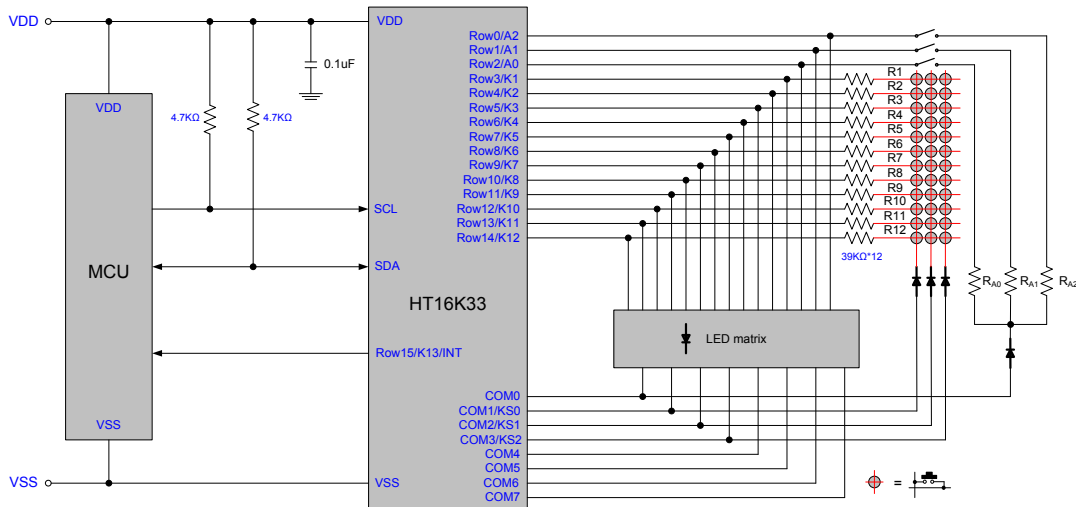 VDD
VDD
0.1uF
4.7KΩ
4.7KΩ
VDD
MCU
VSS
VSS
SCL
SDA
HT16K33
Row15/K13/INT
VSS
Row0/A2
Row1/A1
Row2/A0
Row3/K1
Row4/K2
Row5/K3
Row6/K4
Row7/K5
Row8/K6
Row9/K7
Row10/K8
Row11/K9
Row12/K10
Row13/K11
Row14/K12
COM0
COM1/KS0
COM2/KS1
COM3/KS2
COM4
COM5
COM6
COM7
R1
R2
R3
R4
R5
R6
R7
R8
R9
R10
R11
R12
39KΩ*12
LED matrix
RA0
RA1
RA2
=